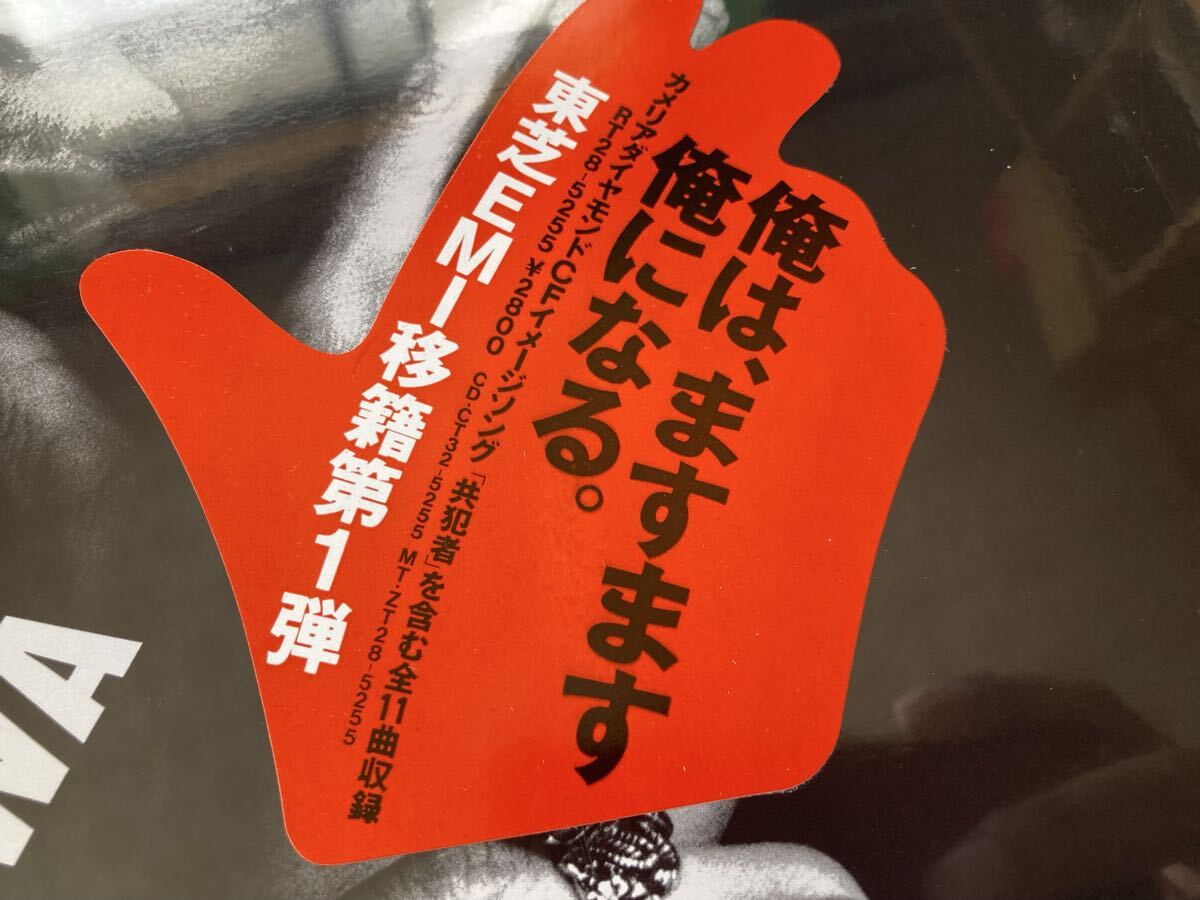 俺は、ますます
俺になる。
カメリアダイヤモンドCFイメージソング「共犯者」を含む全11曲収録
RT28-5255 ¥2800 CD・CT32-5255 MT・ZT28-5255
東芝EMI移籍第1弾
WA